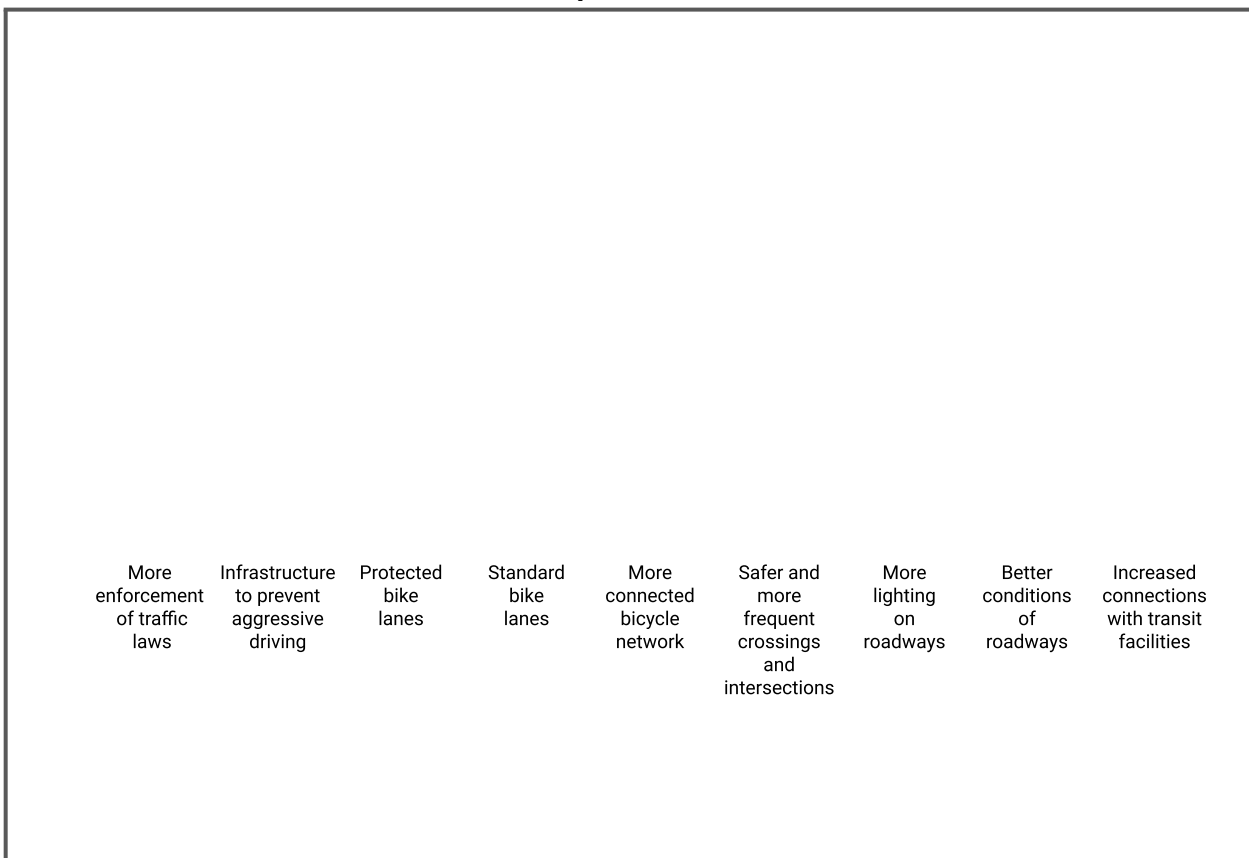 More
enforcement
of traffic
laws
Infrastructure
to prevent
aggressive
driving
Protected
bike
lanes
Standard
bike
lanes
More
connected
bicycle
network
Safer and
more
frequent
crossings
and
intersections
More
lighting
on
roadways
Better
conditions
of
roadways
Increased
connections
with transit
facilities